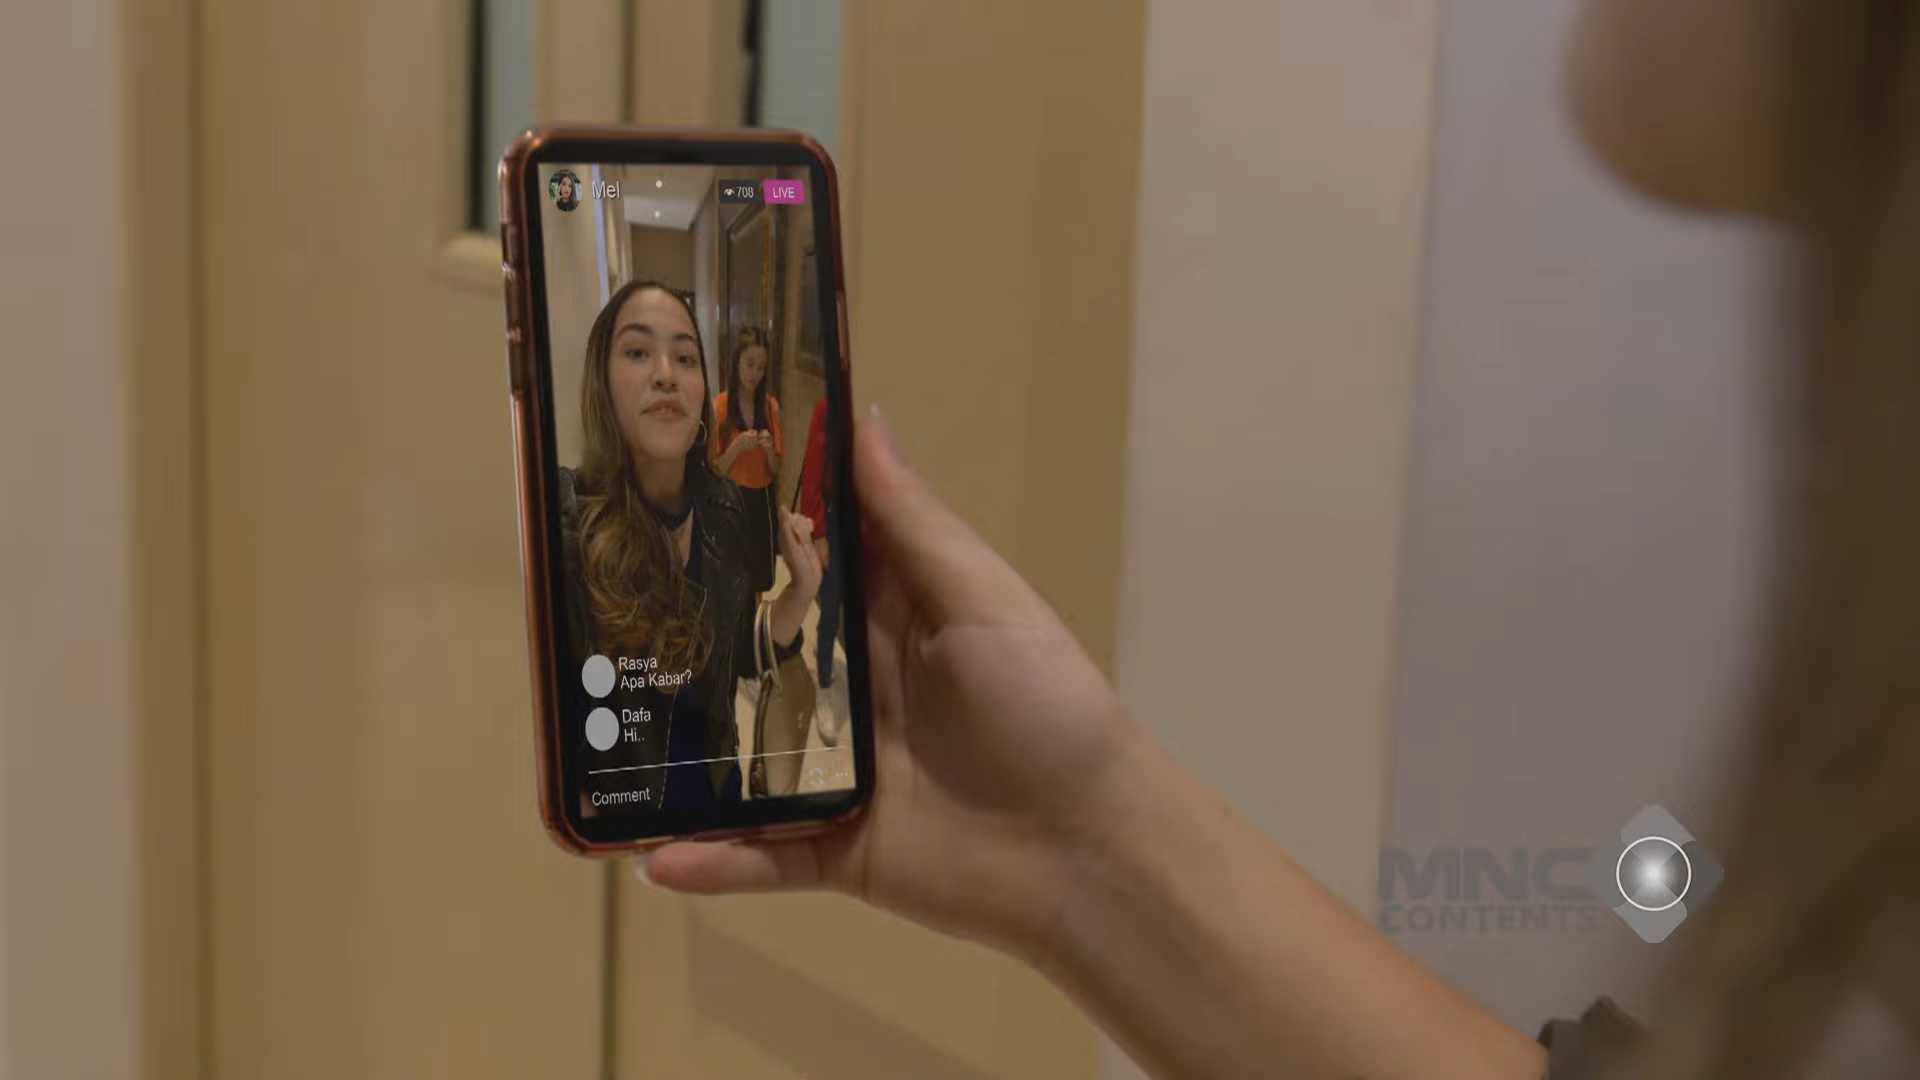 Mel
708
LIVE
Rasya
Apa Kabar?
Dafa
Hi..
Comment
MNC
CONTENTS